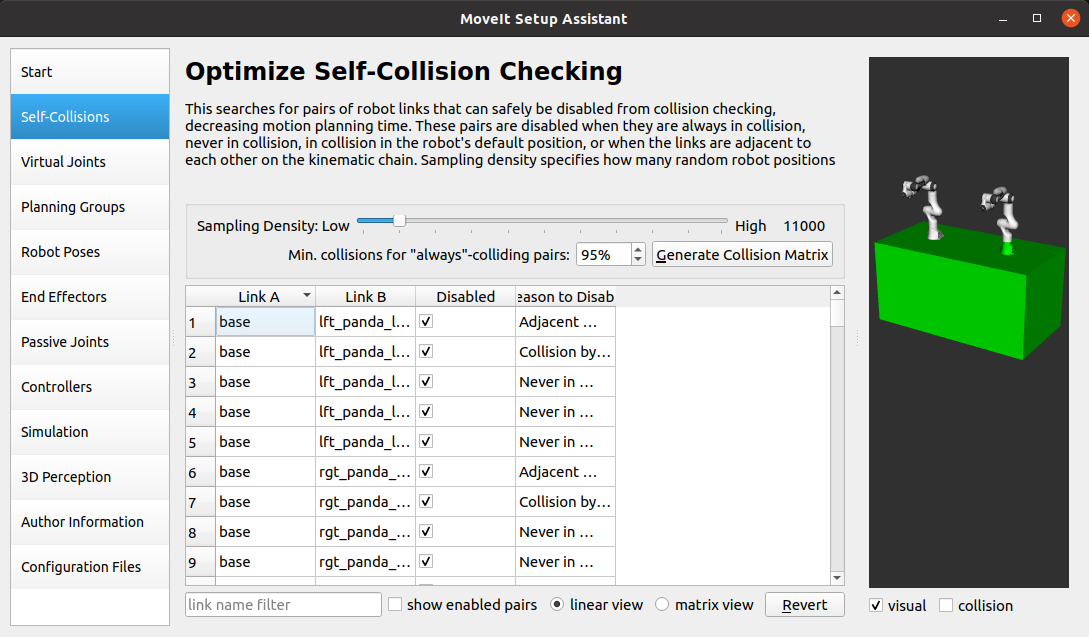 MoveIt Setup Assistant
Start
Self-Collisions
Virtual Joints
Planning Groups
Robot Poses
End Effectors
Passive Joints
Controllers
Simulation
3D Perception
Author Information
Configuration Files
Optimize Self-Collision Checking
This searches for pairs of robot links that can safely be disabled from collision checking,
decreasing motion planning time. These pairs are disabled when they are always in collision,
never in collision, in collision in the robot's default position, or when the links are adjacent to
each other on the kinematic chain. Sampling density specifies how many random robot positions
Sampling Density: Low High 11000
Min. collisions for "always"-colliding pairs: 95% Generate Collision Matrix
Link A Link B Disabled eason to Disab
1 base lft_panda_l... Adjacent ...
2 base lft_panda_l... Collision by...
3 base lft_panda_l... Never in ...
4 base lft_panda_l... Never in ...
5 base lft_panda_l... Never in ...
6 base rgt_panda_... Adjacent ...
7 base rgt_panda_... Collision by...
8 base rgt_panda_... Never in ...
9 base rgt_panda_... Never in ...
link name filter show enabled pairs linear view matrix view Revert
visual collision